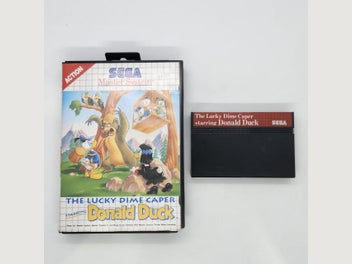 ACTION
SEGA
Master System
THE LUCKY DIME CAPER
starring Donald Duck
The Lucky Dime Caper
starring Donald Duck SEGA